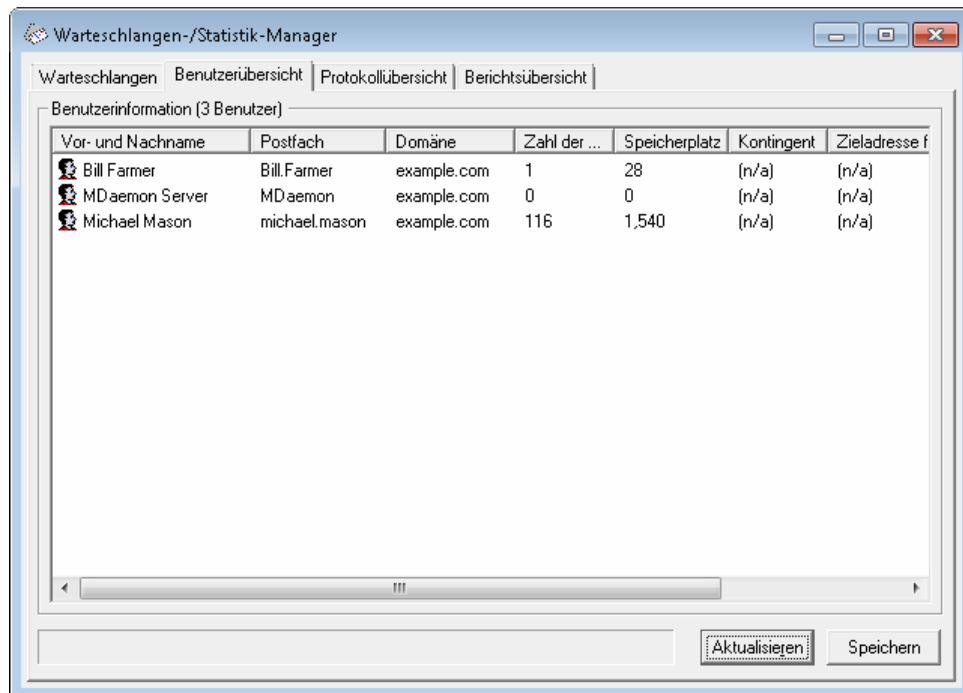 Warteschlangen-/Statistik-Manager
Warteschlangen Benutzerübersicht Protokollübersicht Berichtsübersicht
Benutzerinformation (3 Benutzer)
Vor- und Nachname Postfach Domäne Zahl der ... Speicherplatz Kontingent Zieladresse f
Bill Farmer Bill.Farmer example.com 1 28 (n/a) (n/a)
MDaemon Server MDaemon example.com 0 0 (n/a) (n/a)
Michael Mason michael.mason example.com 116 1,540 (n/a) (n/a)
Aktualisieren Speichern